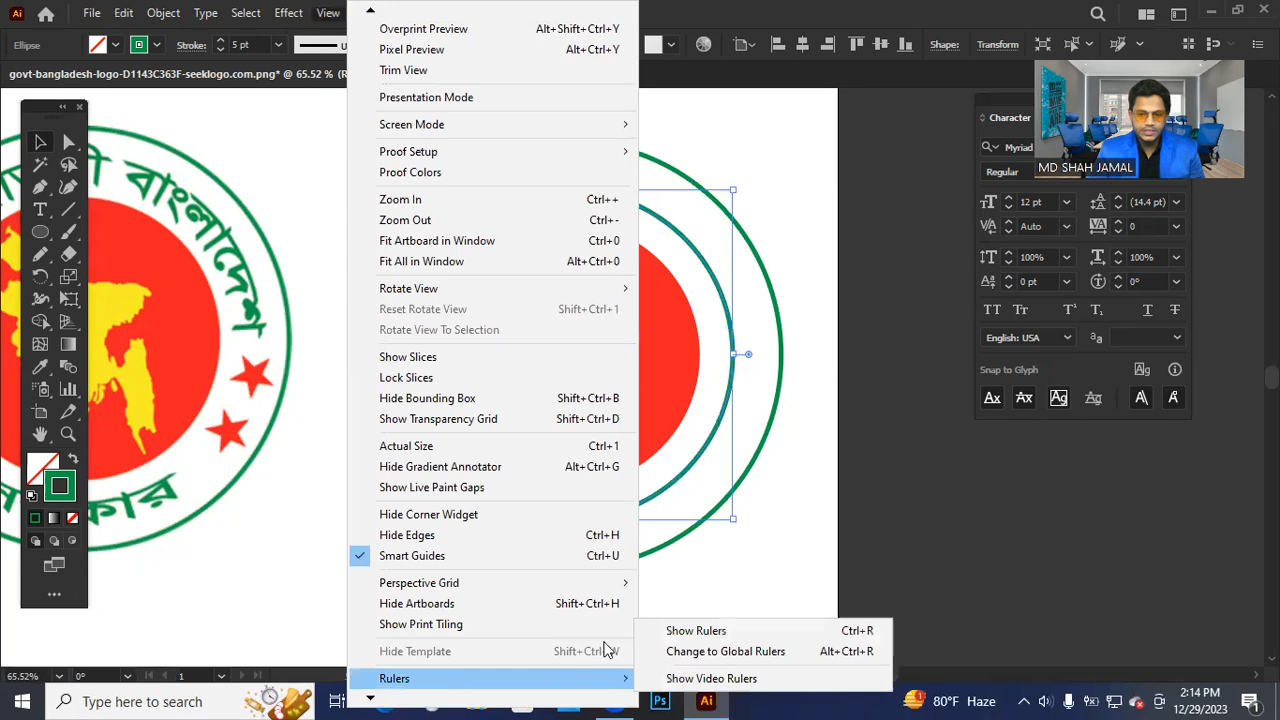 Ai File Edit Object Type Select Effect View
Ellipse Stroke: 5 pt Shape: Transform
govt-bangladesh-logo-D1143C363F-seeklogo.com.png* @ 65.52 % (R
Overprint Preview Alt+Shift+Ctrl+Y
Pixel Preview Alt+Ctrl+Y
Trim View
Presentation Mode
Screen Mode
Proof Setup
Proof Colors
Zoom In Ctrl++
Zoom Out Ctrl+-
Fit Artboard in Window Ctrl+0
Fit All in Window Alt+Ctrl+0
Rotate View
Reset Rotate View Shift+Ctrl+1
Rotate View To Selection
Show Slices
Lock Slices
Hide Bounding Box Shift+Ctrl+B
Show Transparency Grid Shift+Ctrl+D
Actual Size Ctrl+1
Hide Gradient Annotator Alt+Ctrl+G
Show Live Paint Gaps
Hide Corner Widget
Hide Edges Ctrl+H
Smart Guides Ctrl+U
Perspective Grid
Hide Artboards Shift+Ctrl+H
Show Print Tiling
Hide Template
Rulers
Show Rulers Ctrl+R
Change to Global Rulers Alt+Ctrl+R
Show Video Rulers
বাংলাদেশ
কার
MD SHAH JAMAL
Character
Myriad
Regular
12 pt (14.4 pt)
Auto 0
100% 100%
0 pt 0°
English: USA
Snap to Glyph
65.52% 0°
Type here to search
Ps Ai
80°F Haze
2:14 PM
12/29/2023